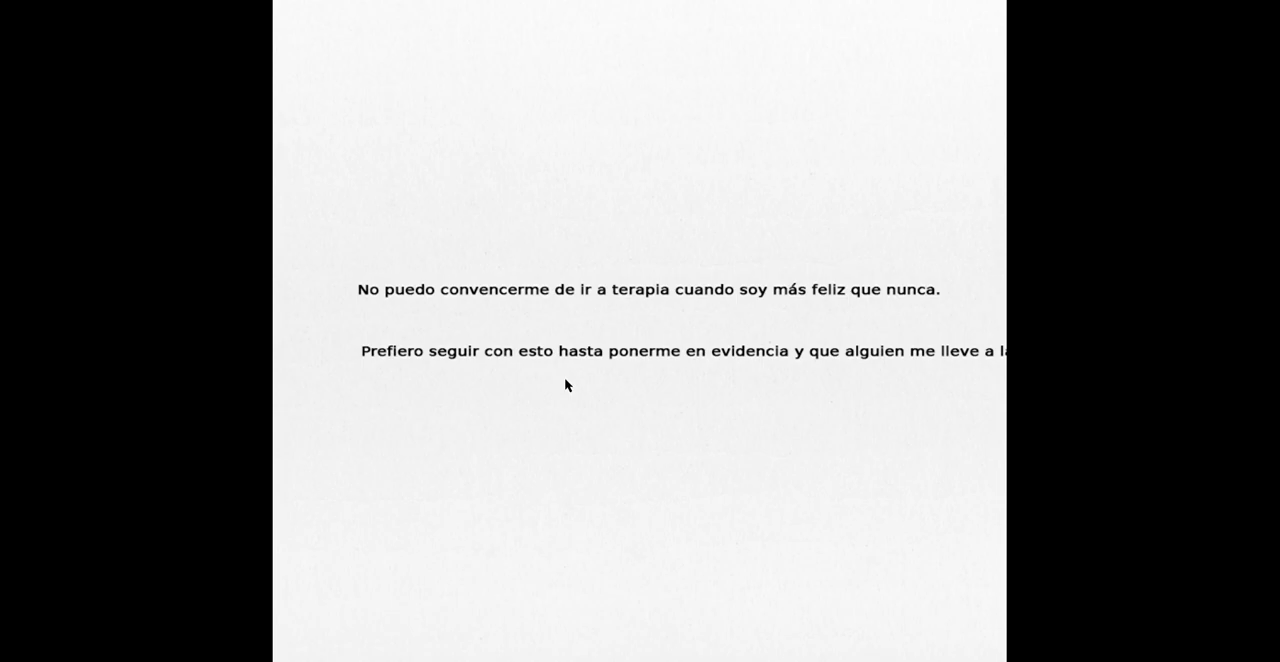 No puedo convencerme de ir a terapia cuando soy más feliz que nunca.
Prefiero seguir con esto hasta ponerme en evidencia y que alguien me lleve a